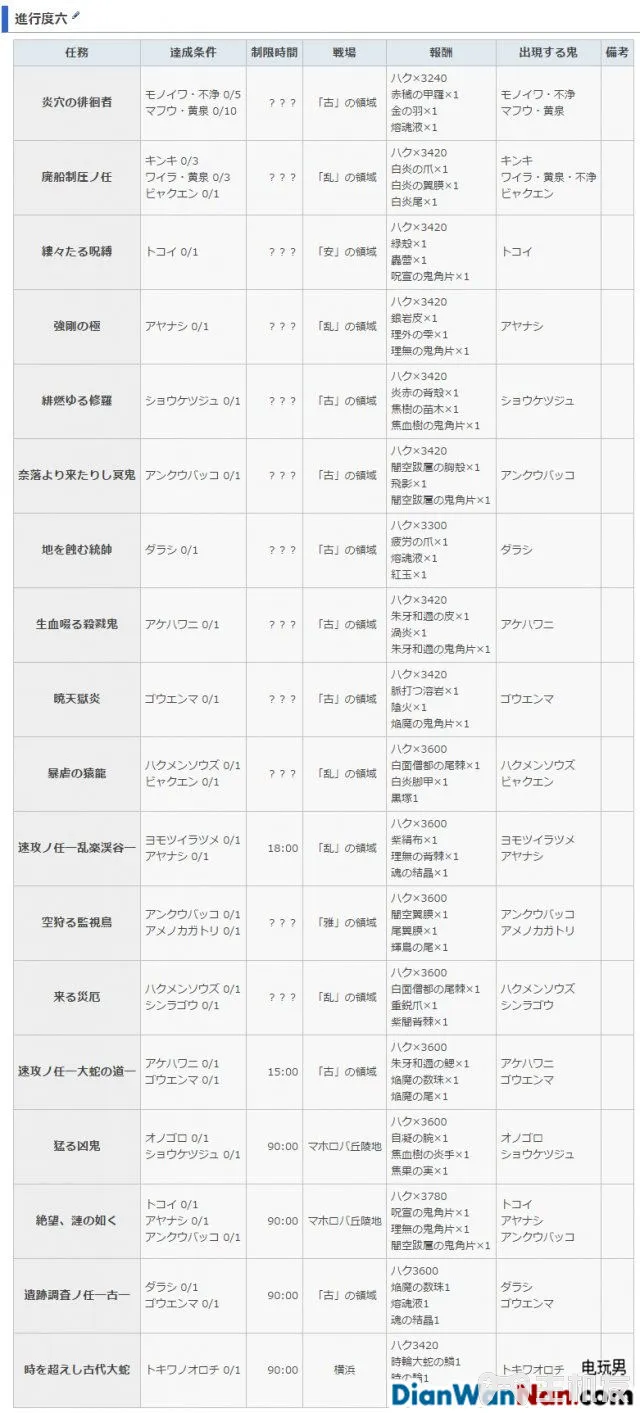 進行度六
任務 達成条件 制限時間 戦場 報酬 出現する鬼 備考
炎穴の徘徊者 モノイワ・不浄 0/5 マフウ・黄泉 0/10 ？？？ 「古」の領域 ハク×3240 モノイワ・不浄 マフウ・黄泉
赤穢の甲羅×1
金の羽×1
熔魂液×1
廃船制圧ノ任 キンキ 0/3 ワイラ・黄泉 0/3 ビャクエン 0/1 ？？？ 「乱」の領域 ハク×3420 キンキ ワイラ・黄泉・不浄 ビャクエン
白炎の爪×1
白炎の翼膜×1
白炎尾×1
縷々たる呪縛 トコイ 0/1 ？？？ 「安」の領域 ハク×3420 トコイ
緑殻×1
轟蕾×1
呪宣の鬼角片×1
強剛の極 アヤナシ 0/1 ？？？ 「乱」の領域 ハク×3420 アヤナシ
銀岩皮×1
理外の雫×1
理無の鬼角片×1
緋燃ゆる修羅 ショウケツジュ 0/1 ？？？ 「古」の領域 ハク×3420 ショウケツジュ
炎赤の背殻×1
焦樹の苗木×1
焦血樹の鬼角片×1
奈落より来たりし冥鬼 アンクウバッコ 0/1 ？？？ 「古」の領域 ハク×3420 アンクウバッコ
闇空跋扈の胸殻×1
飛影×1
闇空跋扈の鬼角片×1
地を蝕む統帥 ダラシ 0/1 ？？？ 「古」の領域 ハク×3300 ダラシ
疲労の爪×1
熔魂液×1
紅玉×1
生血啜る殺戮鬼 アケハワニ 0/1 ？？？ 「古」の領域 ハク×3420 アケハワニ
朱牙和邇の皮×1
渦炎×1
朱牙和邇の鬼角片×1
暁天獄炎 ゴウエンマ 0/1 ？？？ 「古」の領域 ハク×3420 ゴウエンマ
脈打つ溶岩×1
陰火×1
焔魔の鬼角片×1
暴虐の猿龍 ハクメンソウズ 0/1 ビャクエン 0/1 ？？？ 「乱」の領域 ハク×3600 ハクメンソウズ ビャクエン
白面僧都の尾棘×1
白炎脚甲×1
黒塚1
速攻ノ任―乱楽渓谷― ヨモツイラツメ 0/1 アヤナシ 0/1 18:00 「乱」の領域 ハク×3600 ヨモツイラツメ アヤナシ
紫絹布×1
理無の背棘×1
魂の結晶×1
空狩る監視鳥 アンクウバッコ 0/1 アメノカガトリ 0/1 ？？？ 「雅」の領域 ハク×3600 アンクウバッコ アメノカガトリ
闇空翼膜×1
尾翼膜×1
輝鳥の尾×1
来る災厄 ハクメンソウズ 0/1 シンラゴウ 0/1 ？？？ 「乱」の領域 ハク×3600 ハクメンソウズ シンラゴウ
白面僧都の尾棘×1
重鋭爪×1
紫闇背棘×1
速攻ノ任―大蛇の道― アケハワニ 0/1 ゴウエンマ 0/1 15:00 「古」の領域 ハク×3600 アケハワニ ゴウエンマ
朱牙和邇の鰓×1
焔魔の数珠×1
焔魔の尾×1
猛る凶鬼 オノゴロ 0/1 ショウケツジュ 0/1 90:00 マホロバ丘陵地 ハク×3600 オノゴロ ショウケツジュ
自凝の腕×1
焦血樹の炎手×1
焦果の実×1
絶望、漣の如く トコイ 0/1 アヤナシ 0/1 アンクウバッコ 0/1 90:00 マホロバ丘陵地 ハク×3780 トコイ アヤナシ アンクウバッコ
呪宣の鬼角片×1
理無の鬼角片×1
闇空跋扈の鬼角片×1
遺跡調査ノ任―古― ダラシ 0/1 ゴウエンマ 0/1 90:00 「古」の領域 ハク3600 ダラシ ゴウエンマ
焔魔の数珠1
熔魂液1
魂の結晶1
時を超えし古代大蛇 トキワノオロチ 0/1 90:00 横浜 ハク3420 トキワノオロチ
時輪大蛇の鱗1
电玩男
DianWanNan.com